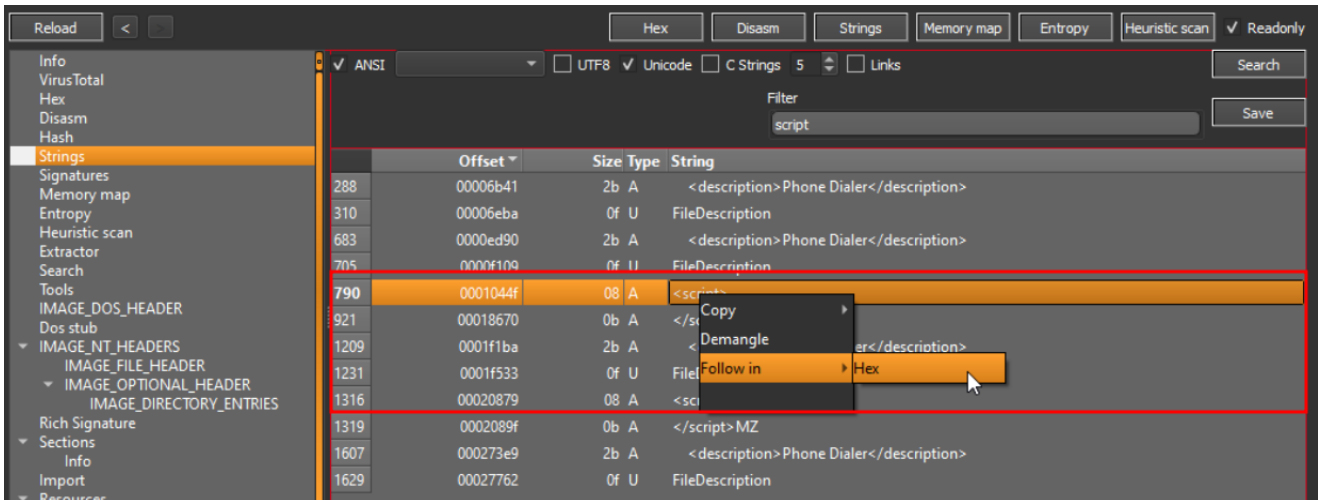 Reload < > Hex Disasm Strings Memory map Entropy Heuristic scan Readonly
Info
VirusTotal
Hex
Disasm
Hash
Strings
Signatures
Memory map
Entropy
Heuristic scan
Extractor
Search
Tools
IMAGE_DOS_HEADER
Dos stub
IMAGE_NT_HEADERS
IMAGE_FILE_HEADER
IMAGE_OPTIONAL_HEADER
IMAGE_DIRECTORY_ENTRIES
Rich Signature
Sections
Info
Import
Resources
ANSI UTF8 Unicode C Strings 5 Links Search
Filter
script Save
Offset Size Type String
288 00006b41 2b A <description>Phone Dialer</description>
310 00006eba 0f U FileDescription
683 0000ed90 2b A <description>Phone Dialer</description>
705 0000f109 0f U FileDescription
790 0001044f 08 A <script>
921 00018670 0b A </sc
1209 0001f1ba 2b A < er</description>
1231 0001f533 0f U File
1316 00020879 08 A <scr
1319 0002089f 0b A </script>MZ
1607 000273e9 2b A <description>Phone Dialer</description>
1629 00027762 0f U FileDescription
Copy
Demangle
Follow in Hex